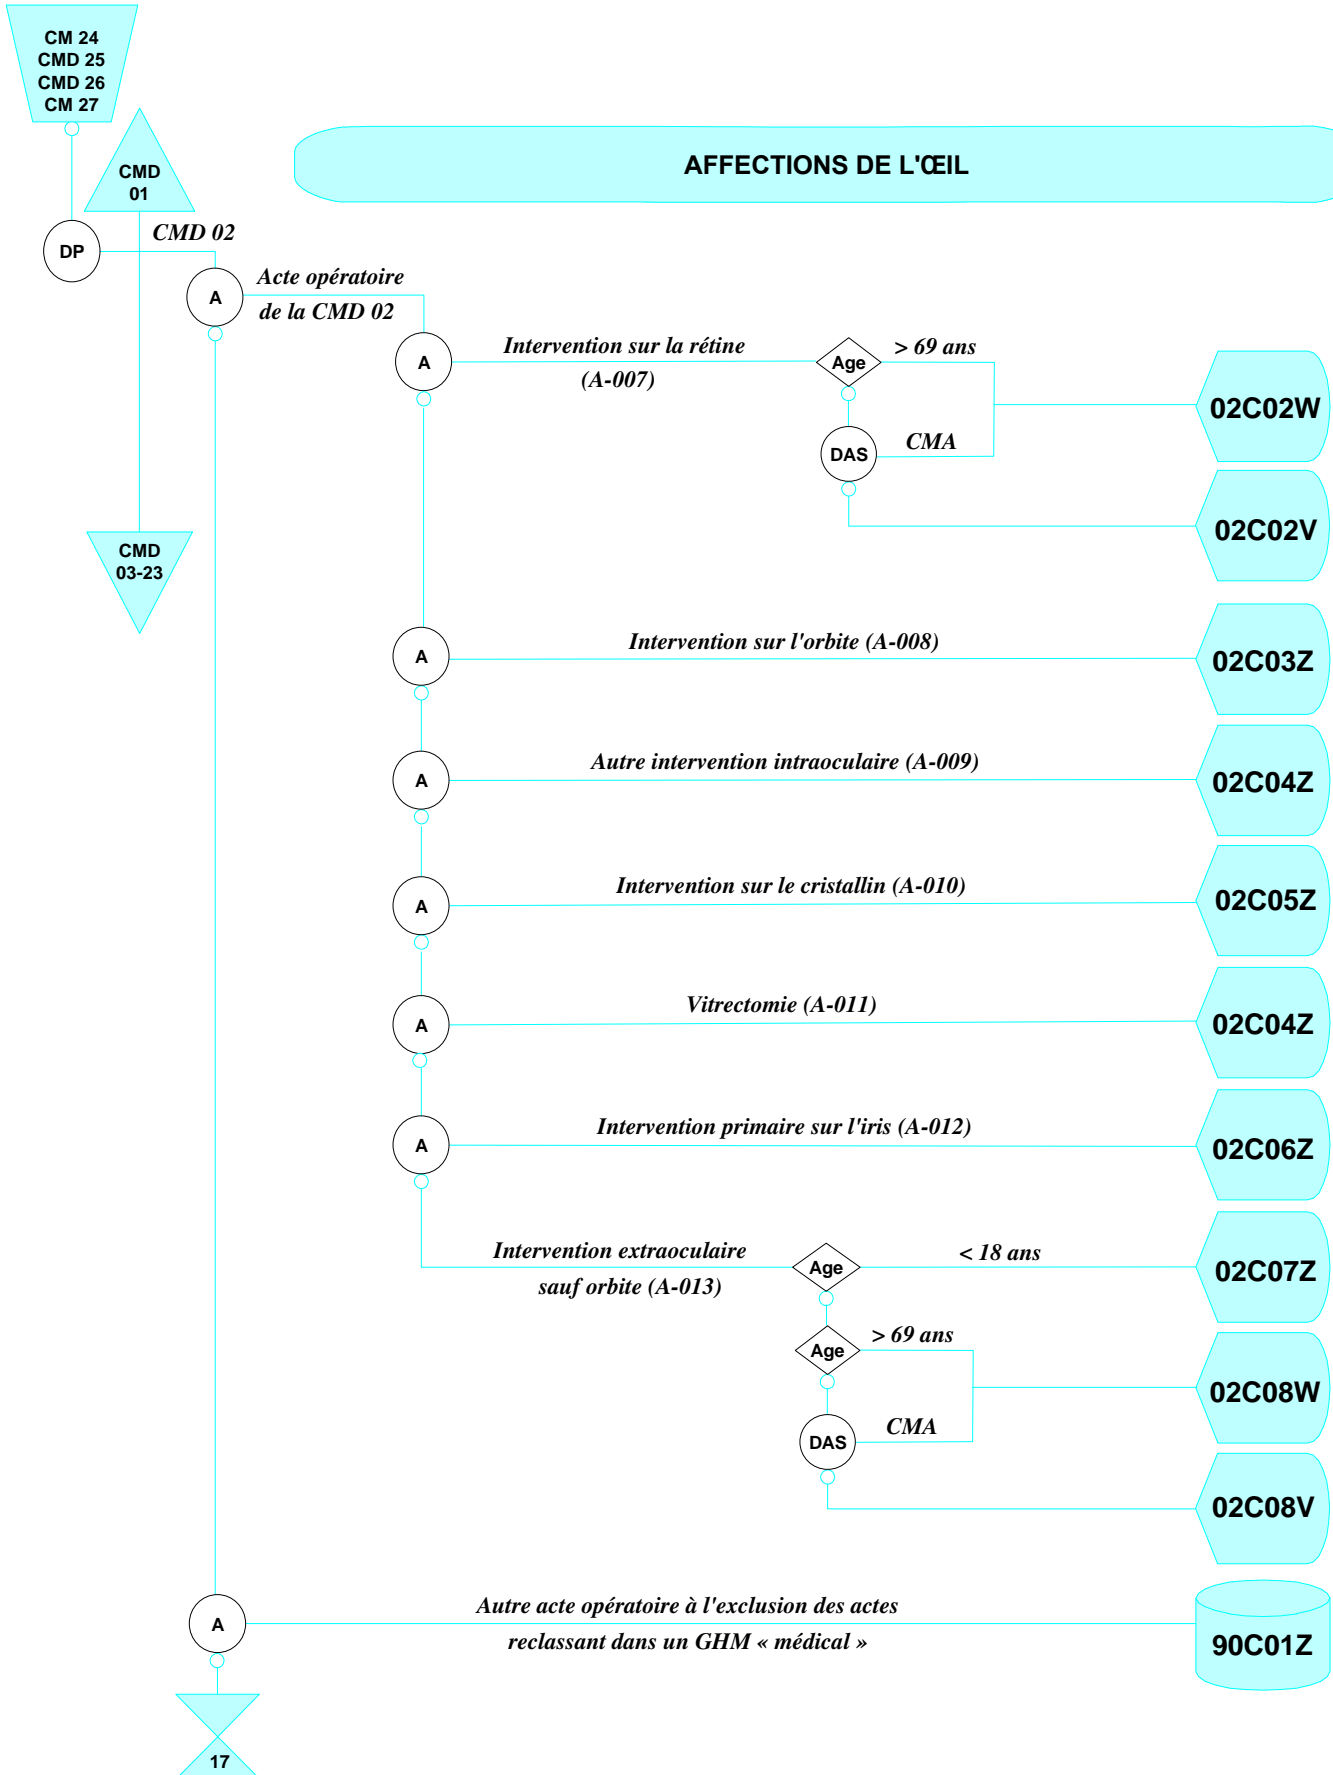 CM 24
CMD 25
CMD 26
CM 27
CMD
01
AFFECTIONS DE L'ŒIL
DP
CMD 02
A
Acte opératoire
de la CMD 02
A
Intervention sur la rétine
(A-007)
Age
> 69 ans
02C02W
DAS
CMA
02C02V
CMD
03-23
A
Intervention sur l'orbite (A-008)
02C03Z
A
Autre intervention intraoculaire (A-009)
02C04Z
A
Intervention sur le cristallin (A-010)
02C05Z
A
Vitrectomie (A-011)
02C04Z
A
Intervention primaire sur l'iris (A-012)
02C06Z
Intervention extraoculaire
sauf orbite (A-013)
Age
< 18 ans
02C07Z
Age
> 69 ans
02C08W
DAS
CMA
02C08V
A
Autre acte opératoire à l'exclusion des actes
reclassant dans un GHM « médical »
90C01Z
17